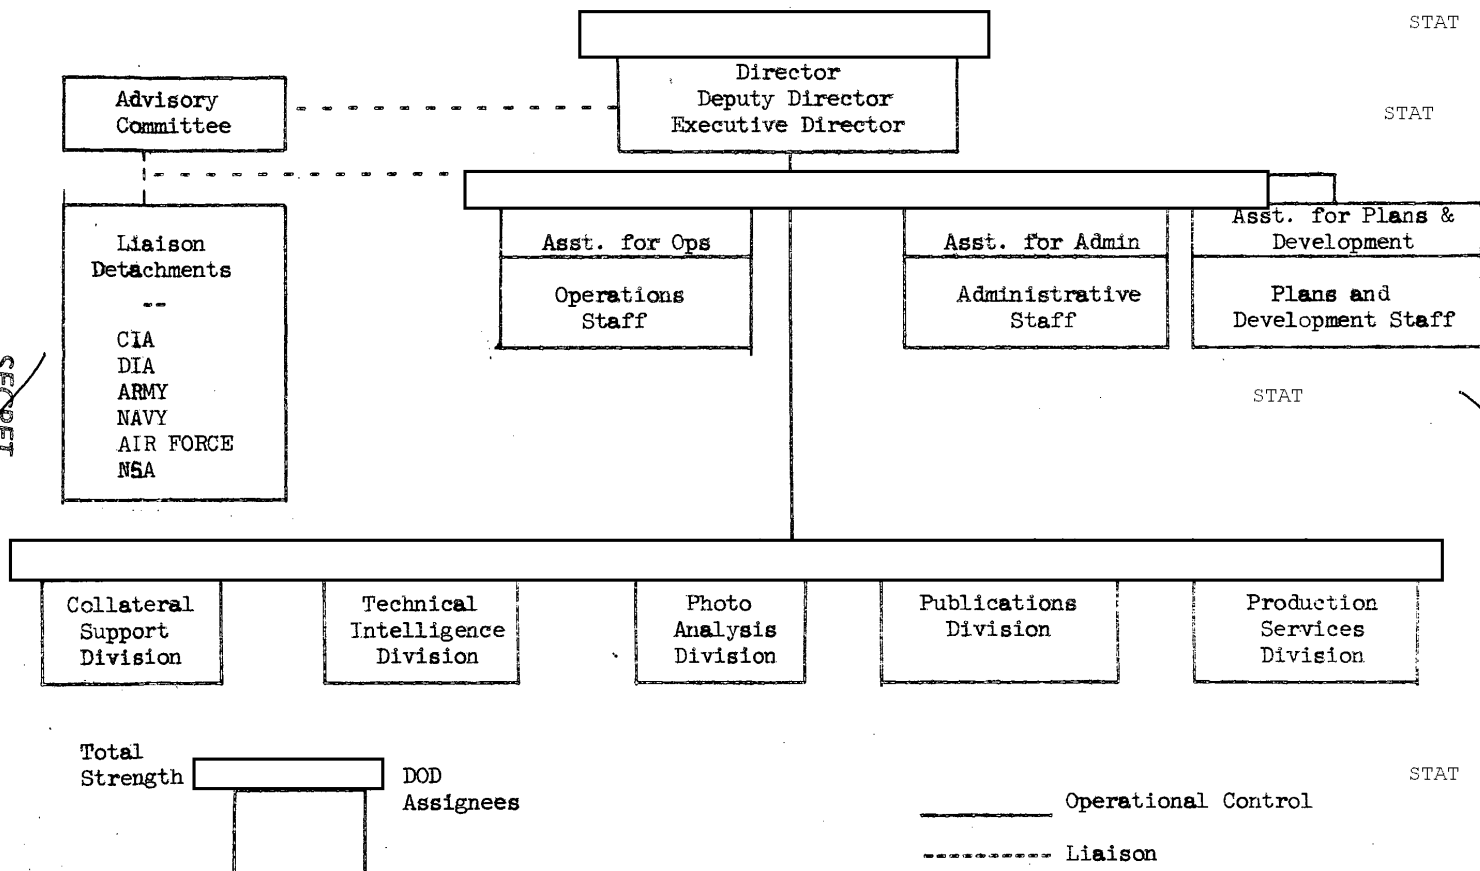 STAT
Director
Deputy Director
Executive Director
Advisory
Committee
STAT
Liaison
Detachments
--
CIA
DIA
ARMY
NAVY
AIR FORCE
NSA
Asst. for Ops
Operations
Staff
Asst. for Admin
Administrative
Staff
Asst. for Plans &
Development
Plans and
Development Staff
SECRET
STAT
Collateral
Support
Division
Technical
Intelligence
Division
Photo
Analysis
Division
Publications
Division
Production
Services
Division
Total
Strength
DOD
Assignees
STAT
Operational Control
Liaison